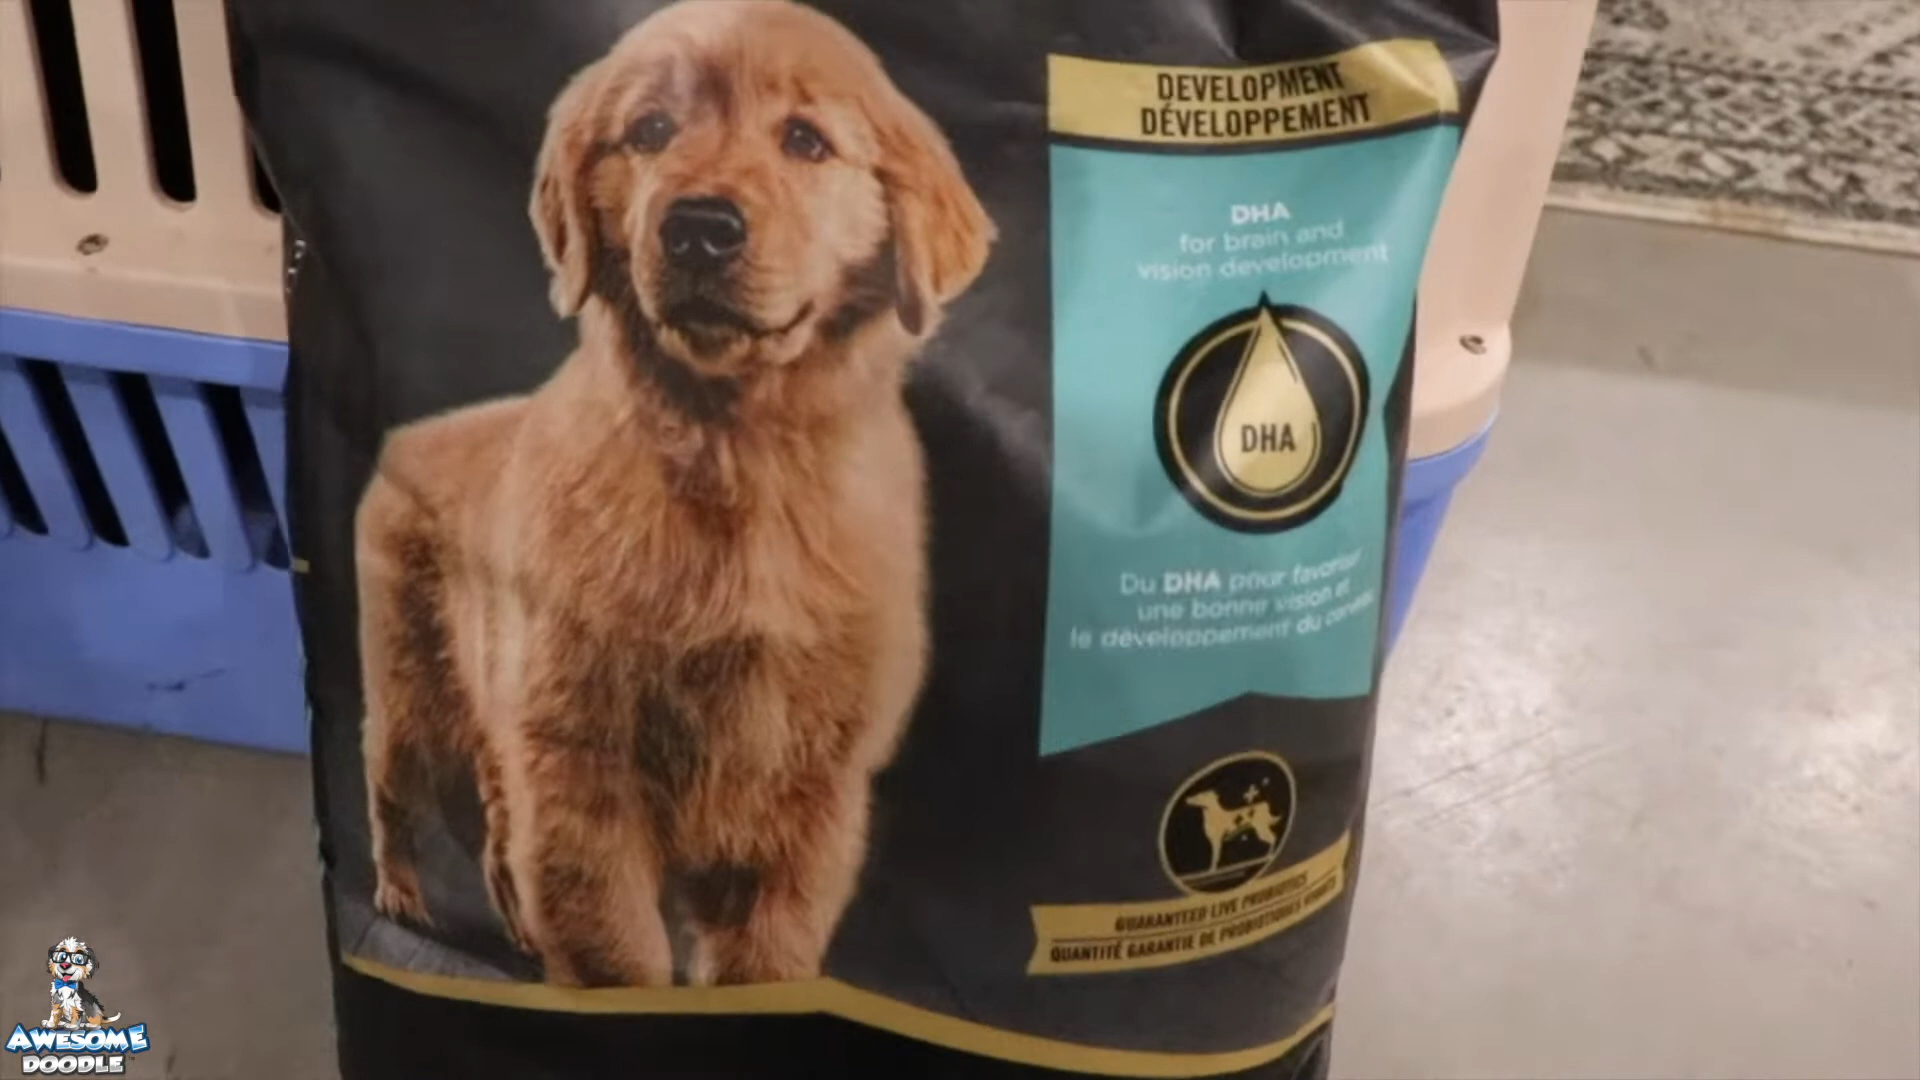 DEVELOPMENT
DÉVELOPPEMENT
DHA
for brain and
vision development
DHA
Du DHA pour favoriser
une bonne vision et
le développement du cerveau
GUARANTEED LIVE PROBIOTICS
QUANTITÉ GARANTIE DE PROBIOTIQUES VIVANTS
AWESOME
DOODLE